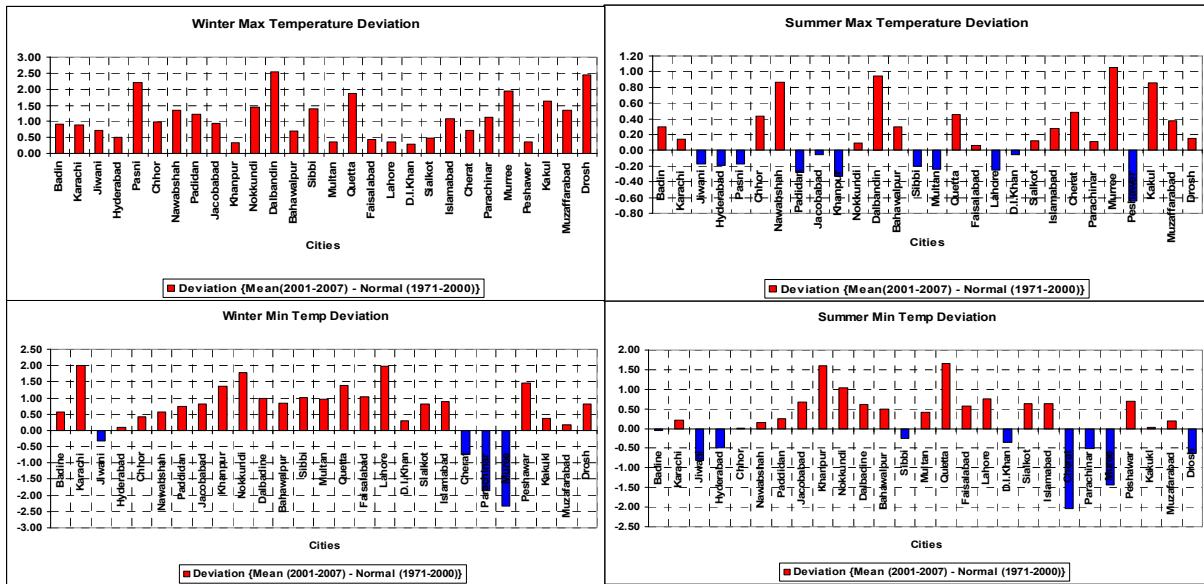 Winter Max Temperature Deviation
3.00
2.50
2.00
1.50
1.00
0.50
0.00
Badin
Karachi
Jiwani
Hyderabad
Pasni
Chhor
Nawabshah
Padidan
Jacobabad
Khanpur
Nokkundi
Dalbandin
Bahawalpur
Sibbi
Multan
Quetta
Faisalabad
Lahore
D.I.Khan
Sialkot
Islamabad
Cherat
Parachinar
Murree
Peshawer
Kakul
Muzaffarabad
Drosh
Cities
Deviation {Mean(2001-2007) - Normal (1971-2000)}
Summer Max Temperature Deviation
1.20
1.00
0.80
0.60
0.40
0.20
0.00
-0.20
-0.40
-0.60
-0.80
Badin
Karachi
Jiwani
Hyderabad
Pasni
Chhor
Nawabshah
Padidan
Jacobabad
Khanpur
Nokkundi
Dalbandin
Bahawalpur
Sibbi
Multan
Quetta
Faisalabad
Lahore
D.I.Khan
Sialkot
Islamabad
Cherat
Parachinar
Murree
Peshawer
Kakul
Muzaffarabad
Drosh
Cities
Deviation {Mean(2001-2007) - Normal (1971-2000)}
Winter Min Temp Deviation
2.50
2.00
1.50
1.00
0.50
0.00
-0.50
-1.00
-1.50
-2.00
-2.50
-3.00
Badine
Karachi
Jiwani
Hyderabad
Chhor
Nawabshah
Paddidan
Jacobabad
Khanpur
Nokkundi
Dalbadine
Bahawalpur
Sibbi
Multan
Quetta
Faisalabad
Lahore
D.I.Khan
Sialkot
Islamabad
Cherat
Parachinar
Murree
Peshawar
Kakulki
Muzafarabad
Drosh
Cities
Deviation {Mean (2001-2007) - Normal (1971-2000)}
Summer Min Temp Deviation
2.00
1.50
1.00
0.50
0.00
-0.50
-1.00
-1.50
-2.00
-2.50
Badine
Karachi
Jiwani
Hyderabad
Chhor
Nawabshah
Paddidan
Jacobabad
Khanpur
Nokkundi
Dalbadine
Bahawalpur
Sibbi
Multan
Quetta
Faisalabad
Lahore
D.I.Khan
Sialkot
Islamabad
Cherat
Parachinar
Murree
Peshawar
Kakulki
Muzafarabad
Drosh
Cities
Deviation {Mean (2001-2007) - Normal (1971-2000)}